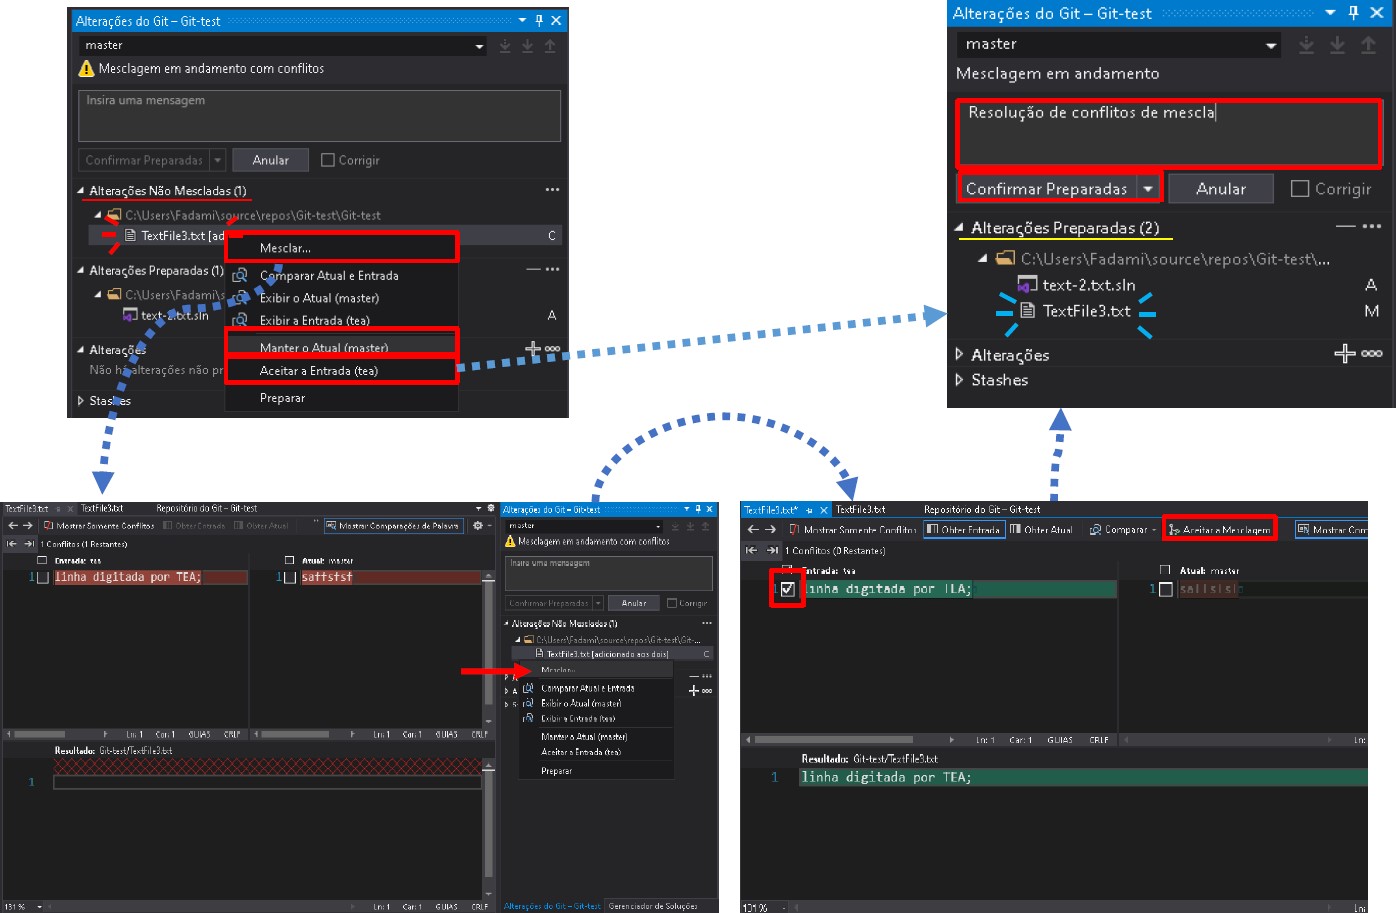 Alterações do Git – Git-test
master
Mesclagem em andamento com conflitos
Insira uma mensagem
Confirmar Preparadas
Anular
Corrigir
Alterações Não Mescladas (1)
C:\Users\Fadami\source\repos\Git-test\Git-test
TextFile3.txt [ad
C
Mesclar...
Comparar Atual e Entrada
Exibir o Atual (master)
Exibir a Entrada (tea)
Manter o Atual (master)
Aceitar a Entrada (tea)
Preparar
Alterações Preparadas (1)
C:\Users\Fadami\s
text-2.txt.sln
A
Alterações
Não há alterações não pr
Stashes
Alterações do Git – Git-test
master
Mesclagem em andamento
Resolução de conflitos de mescla
Confirmar Preparadas
Anular
Corrigir
Alterações Preparadas (2)
C:\Users\Fadami\source\repos\Git-test\...
text-2.txt.sln
A
TextFile3.txt
M
Alterações
Stashes
TextFile3.txt
TextFile3.txt
Repositório do Git – Git-test
Mostrar Somente Conflitos
Obter Entrada
Obter Atual
Mostrar Comparações de Palavra
1 Conflitos (1 Restantes)
Entrada: tea
Atual: master
1 linha digitada por TEA;
1
Ln: 1 Car: 1 GUIAS CRLF
Ln: 1 Car: 1 GUIAS CRLF
Resultado: Git-test/TextFile3.txt
1
131 %
Ln: 1 Car: 1 GUIAS CRLF
Alterações do Git – Git-test
master
Mesclagem em andamento com conflitos
Insira uma mensagem
Confirmar Preparadas
Anular
Corrigir
Alterações Não Mescladas (1)
C:\Users\Fadami\source\repos\Git-test\Git-...
TextFile3.txt [adicionado aos dois]
C
Mesclar...
Comparar Atual e Entrada
Exibir o Atual (master)
Exibir a Entrada (tea)
Manter o Atual (master)
Aceitar a Entrada (tea)
Preparar
A
A
S
Alterações do Git – Git-test
Gerenciador de Soluções
TextFile3.txt*
TextFile3.txt
Repositório do Git – Git-test
Mostrar Somente Conflitos
Obter Entrada
Obter Atual
Comparar
Aceitar a Mesclagem
Mostrar Com
1 Conflitos (0 Restantes)
Entrada: tea
Atual: master
1 linha digitada por TEA;
1
Ln: 1 Car: 1 GUIAS CRLF
Ln:
Resultado: Git-test/TextFile3.txt
1 linha digitada por TEA;
131 %
Ln: